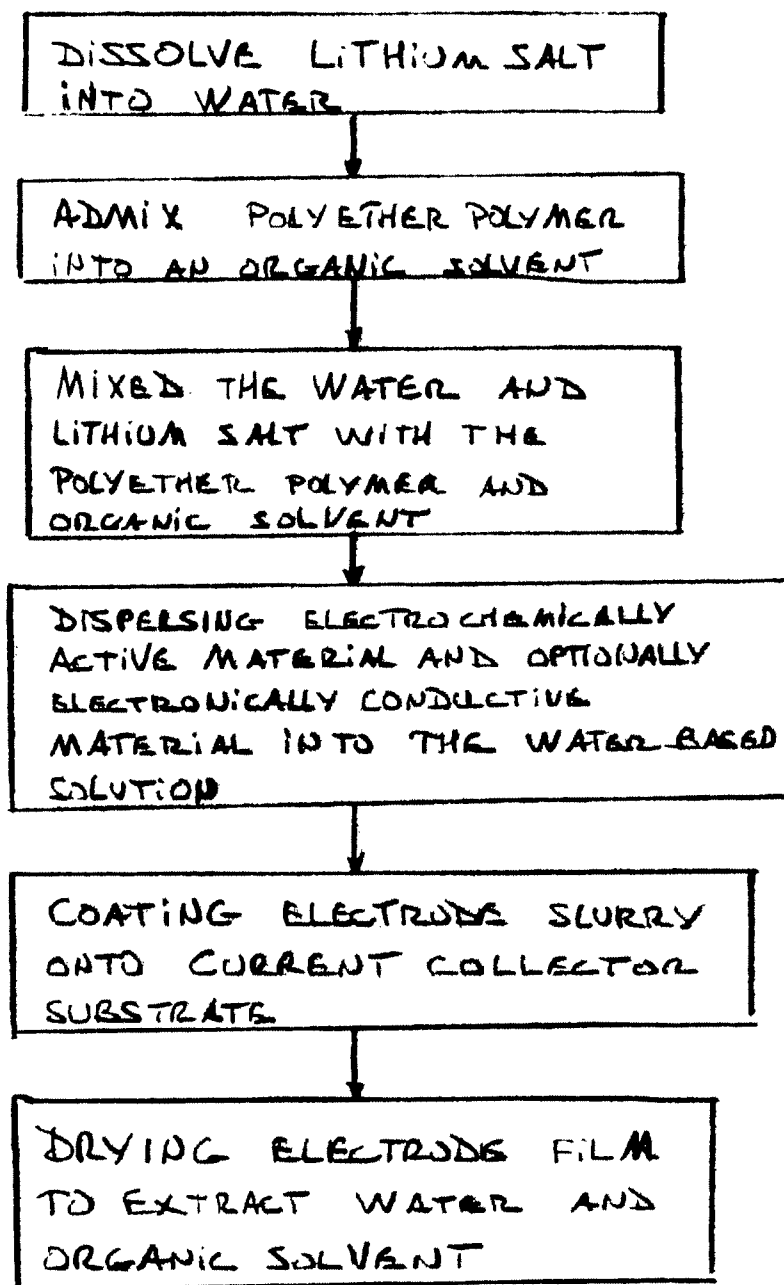 DISSOLVE LITHIUM SALT
INTO WATER
ADMIX POLYETHER POLYMER
INTO AN ORGANIC SOLVENT
MIXED THE WATER AND
LITHIUM SALT WITH THE
POLYETHER POLYMER AND
ORGANIC SOLVENT
DISPERSING ELECTROCHEMICALLY
ACTIVE MATERIAL AND OPTIONALLY
ELECTRONICALLY CONDUCTIVE
MATERIAL INTO THE WATER-BASED
SOLUTION
COATING ELECTRODE SLURRY
ONTO CURRENT COLLECTOR
SUBSTRATE
DRYING ELECTRODE FILM
TO EXTRACT WATER AND
ORGANIC SOLVENT